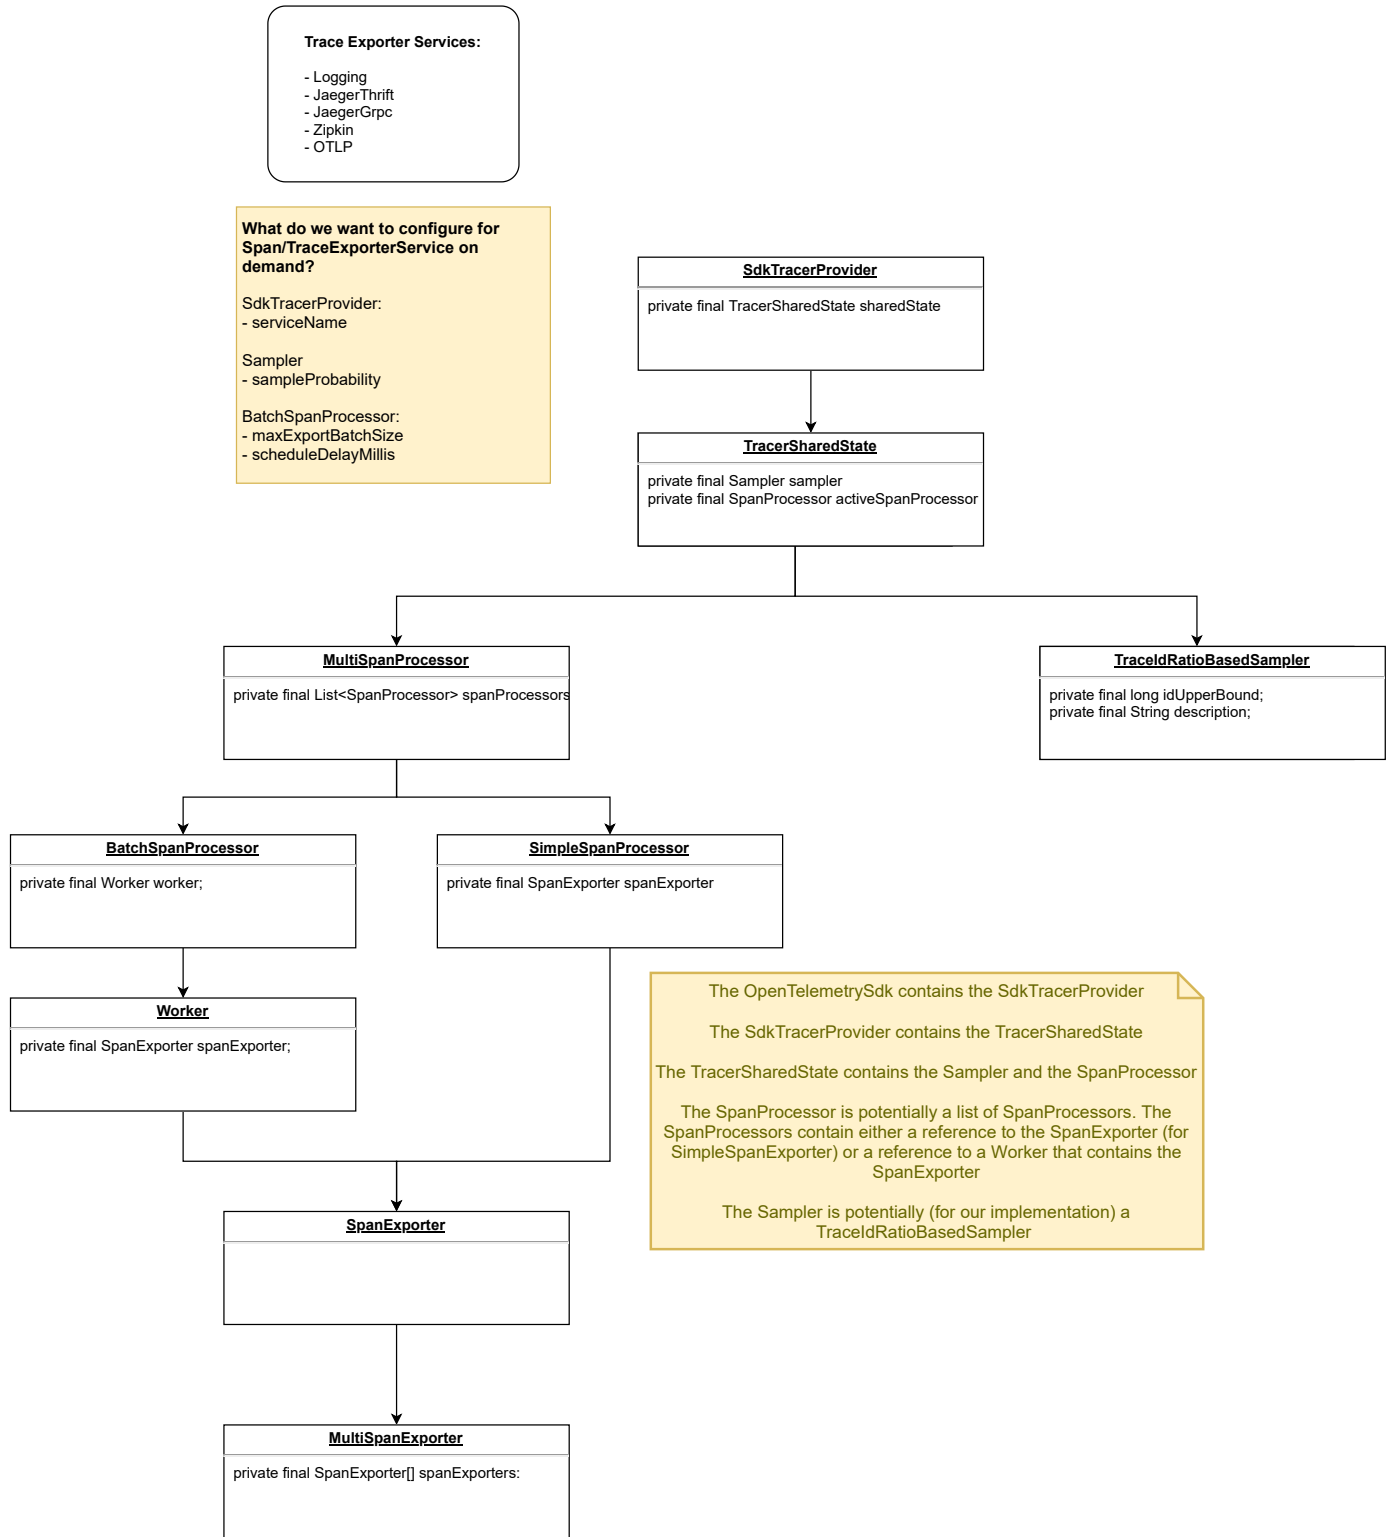 Trace Exporter Services:
- Logging
- JaegerThrift
- JaegerGrpc
- Zipkin
- OTLP
What do we want to configure for
Span/TraceExporterService on
demand?
SdkTracerProvider:
- serviceName
Sampler
- sampleProbability
BatchSpanProcessor:
- maxExportBatchSize
- scheduleDelayMillis
SdkTracerProvider
private final TracerSharedState sharedState
TracerSharedState
private final Sampler sampler
private final SpanProcessor activeSpanProcessor
MultiSpanProcessor
private final List<SpanProcessor> spanProcessors
TraceIdRatioBasedSampler
private final long idUpperBound;
private final String description;
BatchSpanProcessor
private final Worker worker;
SimpleSpanProcessor
private final SpanExporter spanExporter
Worker
private final SpanExporter spanExporter;
The OpenTelemetrySdk contains the SdkTracerProvider
The SdkTracerProvider contains the TracerSharedState
The TracerSharedState contains the Sampler and the SpanProcessor
The SpanProcessor is potentially a list of SpanProcessors. The
SpanProcessors contain either a reference to the SpanExporter (for
SimpleSpanExporter) or a reference to a Worker that contains the
SpanExporter
The Sampler is potentially (for our implementation) a
TraceIdRatioBasedSampler
SpanExporter
MultiSpanExporter
private final SpanExporter[] spanExporters: